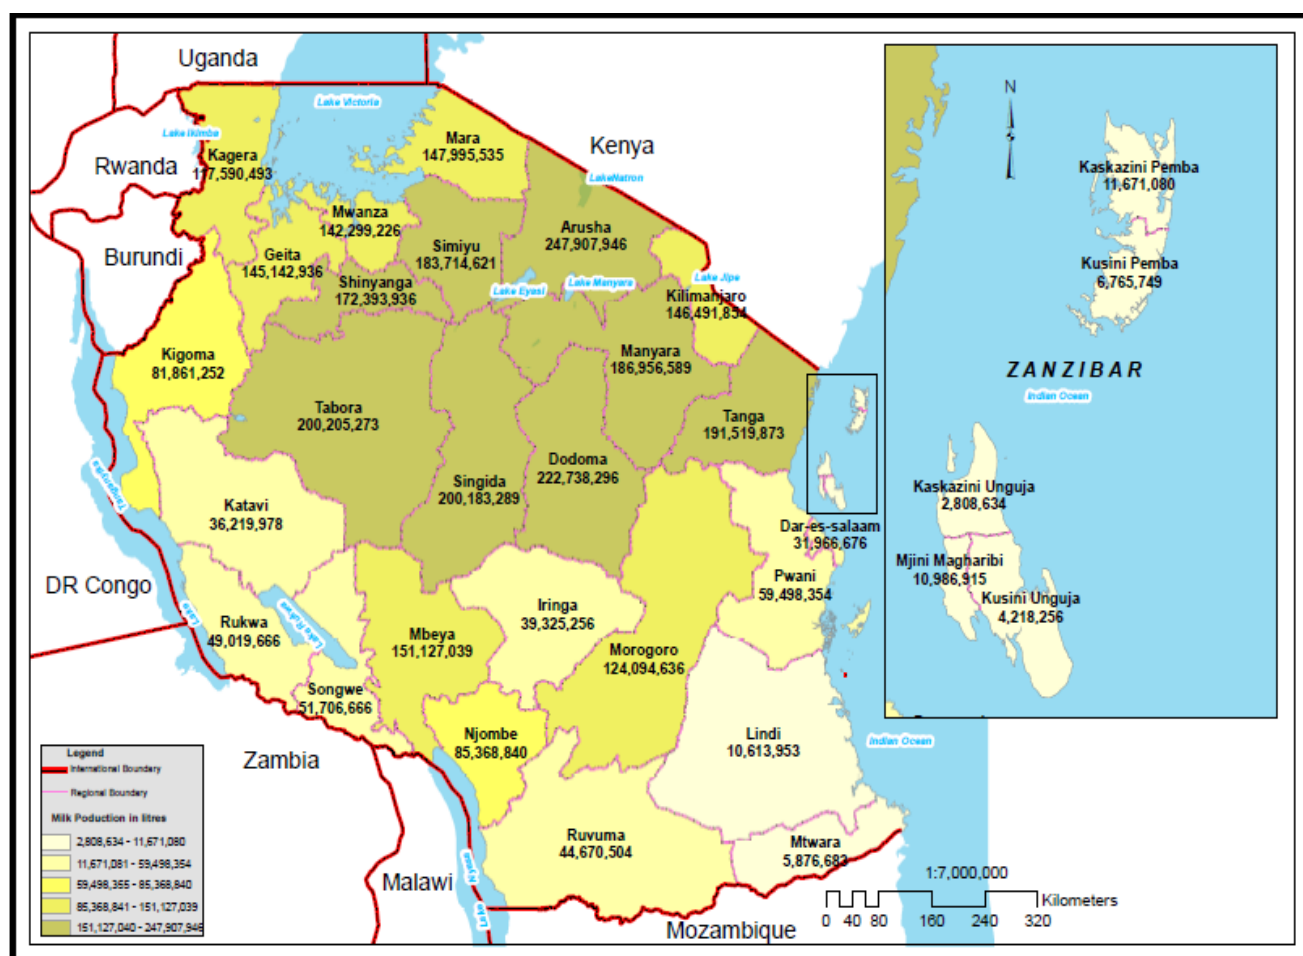 Uganda
Lake Victoria
Lake Ikimba
Rwanda
Kagera
117,590,493
Mara
147,995,535
Kenya
LakeNatron
Burundi
Mwanza
142,299,226
Geita
145,142,936
Simiyu
183,714,621
Arusha
247,907,946
Shinyanga
172,393,936
Lake Eyasi
Lake Manyara
Lake Jipe
Kilimanjaro
146,491,854
Kigoma
81,861,252
Manyara
186,956,589
Tabora
200,205,273
Tanga
191,519,873
Singida
200,183,289
Dodoma
222,738,296
Katavi
36,219,978
Lake
Tanganyika
Dar-es-salaam
31,966,676
Pwani
59,498,354
DR Congo
Rukwa
49,019,666
Lake Rukwa
Iringa
39,325,256
Mbeya
151,127,039
Morogoro
124,094,636
Songwe
51,706,666
Njombe
85,368,840
Lindi
10,613,953
Indian Ocean
Zambia
Ruvuma
44,670,504
Mtwara
5,876,683
Malawi
Lake Nyasa
Mozambique
N
Kaskazini Pemba
11,671,080
Kusini Pemba
6,765,749
ZANZIBAR
Indian Ocean
Kaskazini Unguja
2,808,634
Mjini Magharibi
10,986,915
Kusini Unguja
4,218,256
Legend
International Boundary
Regional Boundary
Milk Poduction in litres
2,808,634 - 11,671,080
11,671,081 - 59,498,354
59,498,355 - 85,368,840
85,368,841 - 151,127,039
151,127,040 - 247,907,946
1:7,000,000
Kilometers
0 40 80 160 240 320